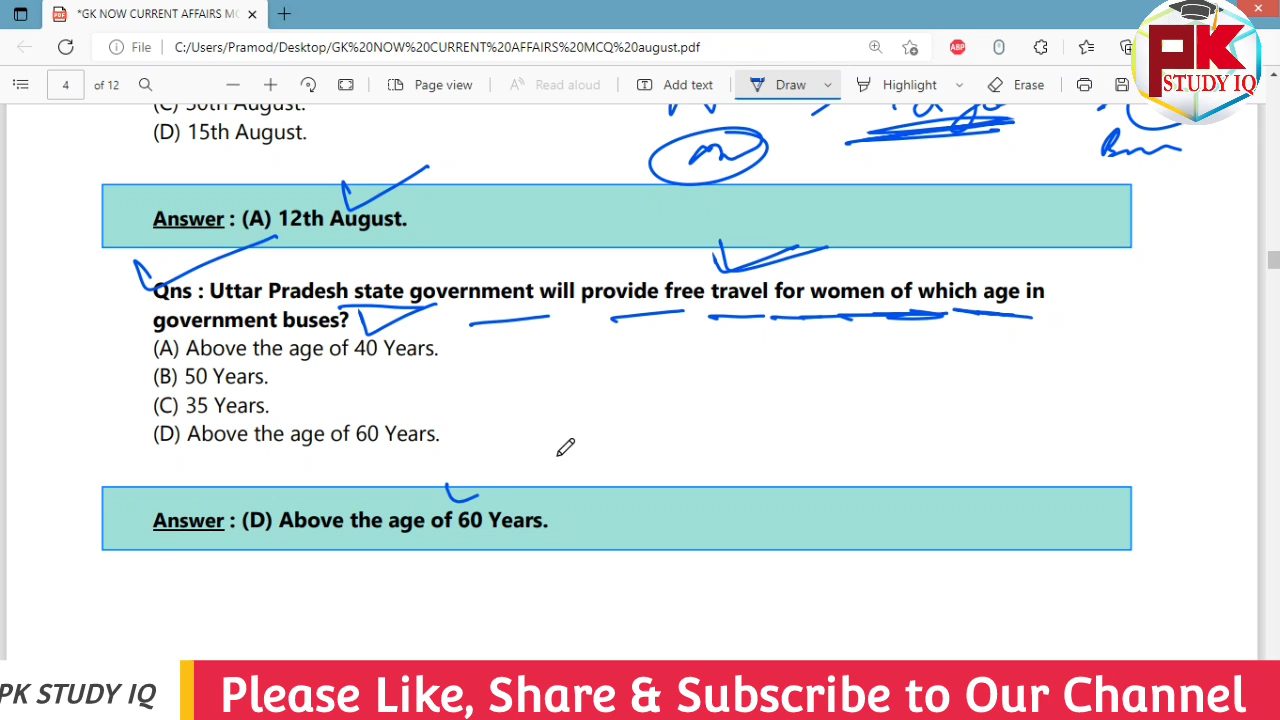 *GK NOW CURRENT AFFAIRS MC
File
C:/Users/Pramod/Desktop/GK%20NOW%20CURRENT%20AFFAIRS%20MCQ%20august.pdf
ABP
PK
STUDY IQ
4 of 12
Page view
Read aloud
Add text
Draw
Highlight
Erase
(C) 30th August.
(D) 15th August.
Answer : (A) 12th August.
Qns : Uttar Pradesh state government will provide free travel for women of which age in
government buses?
(A) Above the age of 40 Years.
(B) 50 Years.
(C) 35 Years.
(D) Above the age of 60 Years.
Answer : (D) Above the age of 60 Years.
PK STUDY IQ
Please Like, Share & Subscribe to Our Channel